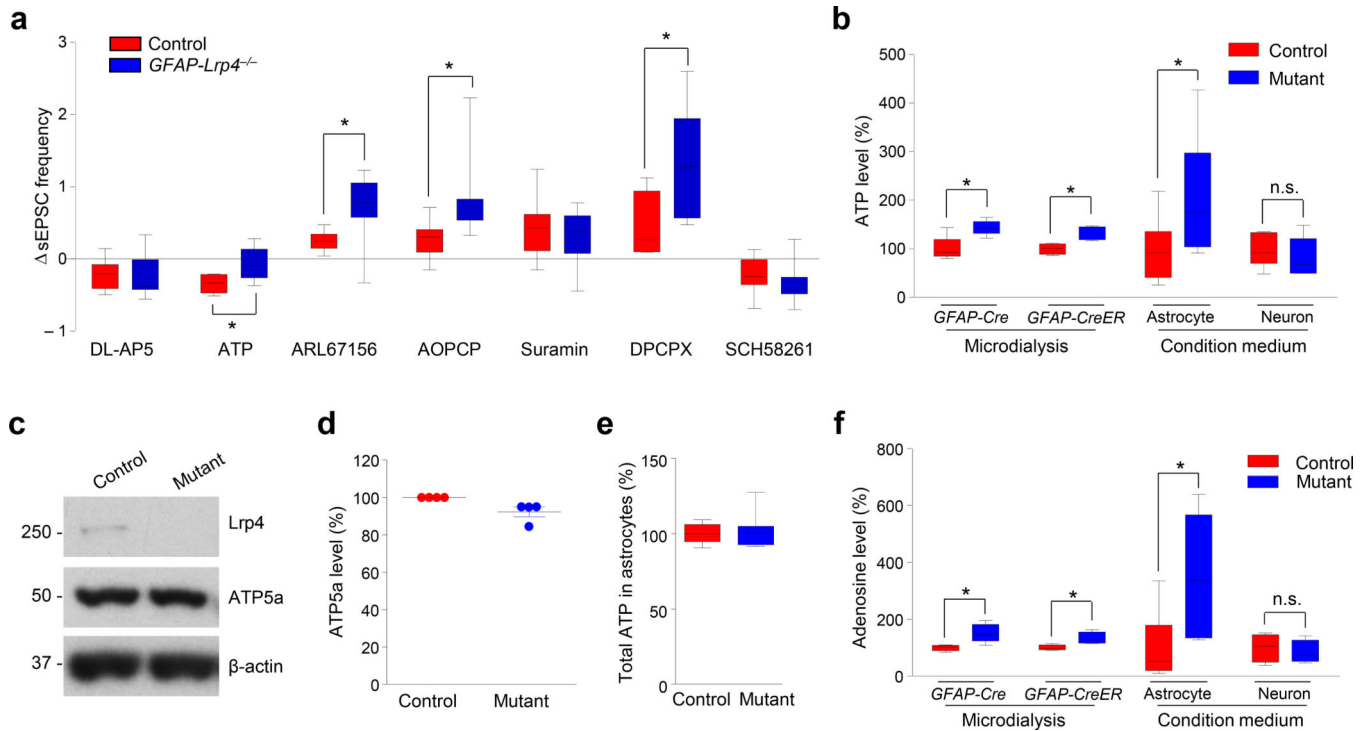 a
Control
GFAP-Lrp4–/–
ΔsEPSC frequency
3
2
1
0
– 1
*
*
*
*
DL-AP5 ATP ARL67156 AOPCP Suramin DPCPX SCH58261
b
Control
Mutant
ATP level (%)
500
400
300
200
100
0
*
*
*
n.s.
GFAP-Cre GFAP-CreER Astrocyte Neuron
Microdialysis Condition medium
c
Control Mutant
250 - Lrp4
50 - ATP5a
37 - β-actin
d
ATP5a level (%)
120
100
80
60
40
20
0
Control Mutant
e
Total ATP in astrocytes (%)
150
100
50
0
Control Mutant
f
Control
Mutant
Adenosine level (%)
800
600
400
200
0
*
*
*
n.s.
GFAP-Cre GFAP-CreER Astrocyte Neuron
Microdialysis Condition medium